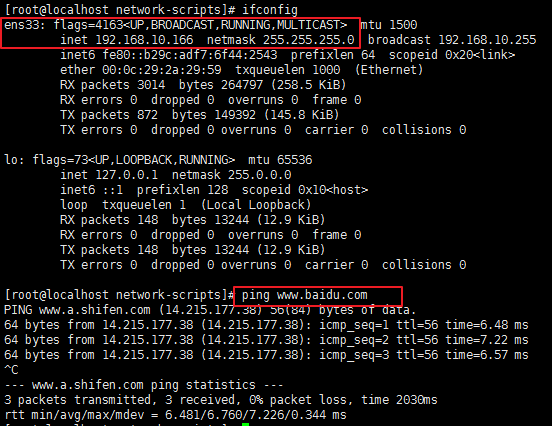 [root@localhost network-scripts]# ifconfig
ens33: flags=4163<UP,BROADCAST,RUNNING,MULTICAST>  mtu 1500
        inet 192.168.10.166  netmask 255.255.255.0  broadcast 192.168.10.255
        inet6 fe80::b29c:adf7:6f44:2543  prefixlen 64  scopeid 0x20<link>
        ether 00:0c:29:2a:29:59  txqueuelen 1000  (Ethernet)
        RX packets 3014  bytes 264797 (258.5 KiB)
        RX errors 0  dropped 0  overruns 0  frame 0
        TX packets 872  bytes 149392 (145.8 KiB)
        TX errors 0  dropped 0 overruns 0  carrier 0  collisions 0

lo: flags=73<UP,LOOPBACK,RUNNING>  mtu 65536
        inet 127.0.0.1  netmask 255.0.0.0
        inet6 ::1  prefixlen 128  scopeid 0x10<host>
        loop  txqueuelen 1  (Local Loopback)
        RX packets 148  bytes 13244 (12.9 KiB)
        RX errors 0  dropped 0  overruns 0  frame 0
        TX packets 148  bytes 13244 (12.9 KiB)
        TX errors 0  dropped 0 overruns 0  carrier 0  collisions 0

[root@localhost network-scripts]# ping www.baidu.com
PING www.a.shifen.com (14.215.177.38) 56(84) bytes of data.
64 bytes from 14.215.177.38 (14.215.177.38): icmp_seq=1 ttl=56 time=6.48 ms
64 bytes from 14.215.177.38 (14.215.177.38): icmp_seq=2 ttl=56 time=7.22 ms
64 bytes from 14.215.177.38 (14.215.177.38): icmp_seq=3 ttl=56 time=6.57 ms
^C
--- www.a.shifen.com ping statistics ---
3 packets transmitted, 3 received, 0% packet loss, time 2030ms
rtt min/avg/max/mdev = 6.481/6.760/7.226/0.344 ms